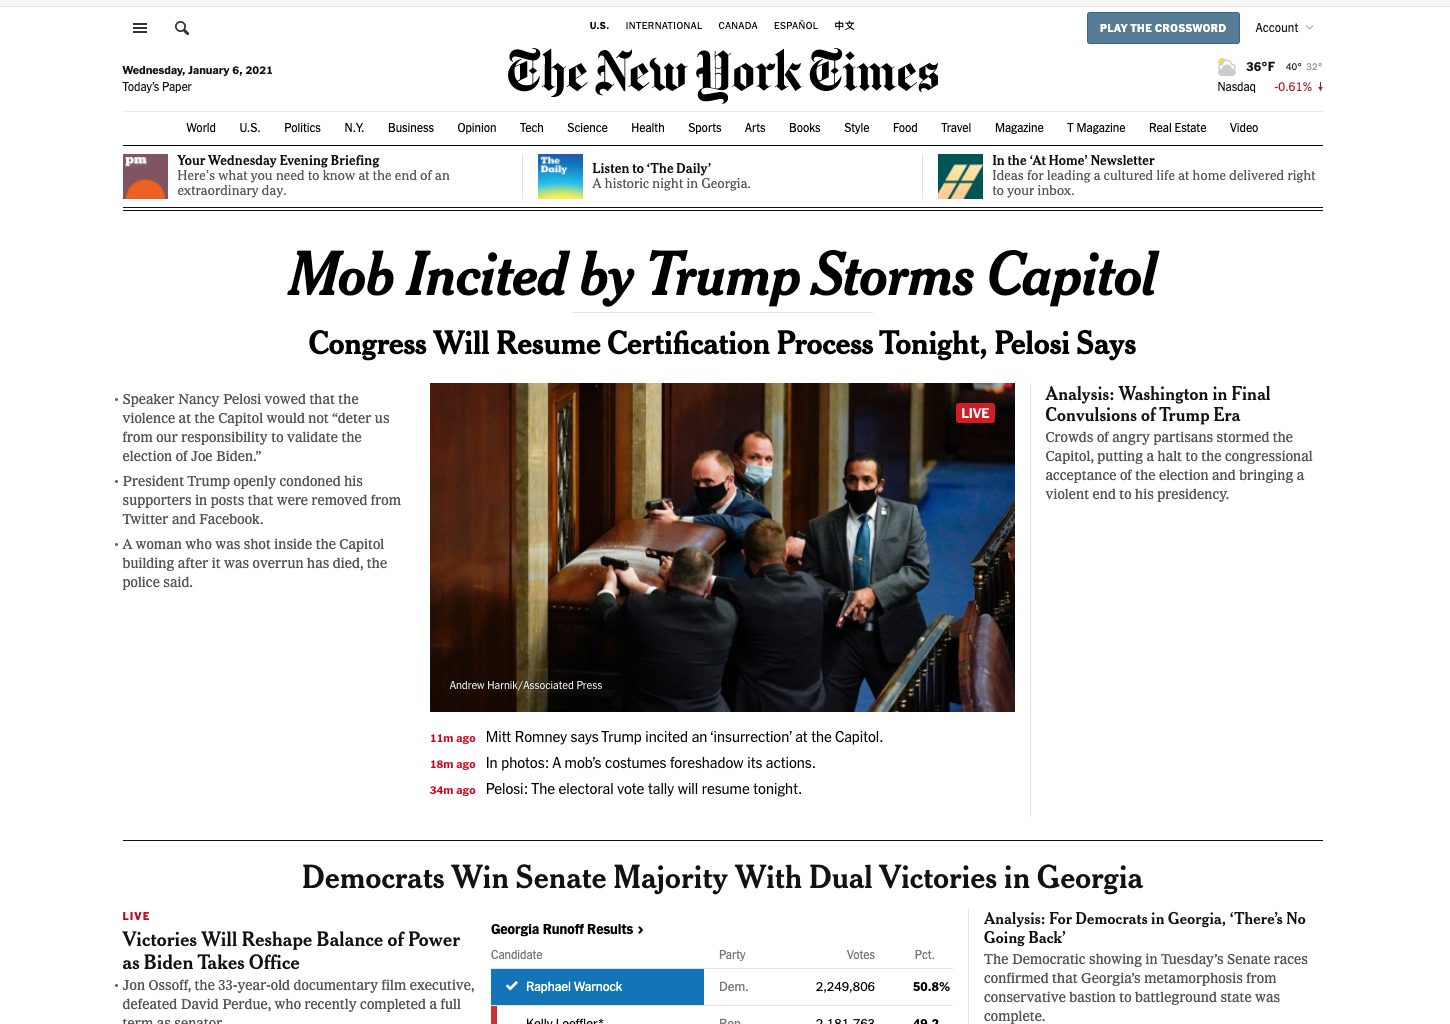 U.S. INTERNATIONAL CANADA ESPAÑOL 中文
PLAY THE CROSSWORD
Account
Wednesday, January 6, 2021
Today's Paper
The New York Times
36°F 40° 32°
Nasdaq -0.61%
World U.S. Politics N.Y. Business Opinion Tech Science Health Sports Arts Books Style Food Travel Magazine T Magazine Real Estate Video
pm
Your Wednesday Evening Briefing
Here's what you need to know at the end of an
extraordinary day.
The
Daily
Listen to ‘The Daily’
A historic night in Georgia.
In the ‘At Home’ Newsletter
Ideas for leading a cultured life at home delivered right
to your inbox.
Mob Incited by Trump Storms Capitol
Congress Will Resume Certification Process Tonight, Pelosi Says
• Speaker Nancy Pelosi vowed that the
violence at the Capitol would not “deter us
from our responsibility to validate the
election of Joe Biden.”
• President Trump openly condoned his
supporters in posts that were removed from
Twitter and Facebook.
• A woman who was shot inside the Capitol
building after it was overrun has died, the
police said.
LIVE
Andrew Harnik/Associated Press
11m ago Mitt Romney says Trump incited an ‘insurrection’ at the Capitol.
18m ago In photos: A mob’s costumes foreshadow its actions.
34m ago Pelosi: The electoral vote tally will resume tonight.
Analysis: Washington in Final
Convulsions of Trump Era
Crowds of angry partisans stormed the
Capitol, putting a halt to the congressional
acceptance of the election and bringing a
violent end to his presidency.
Democrats Win Senate Majority With Dual Victories in Georgia
LIVE
Victories Will Reshape Balance of Power
as Biden Takes Office
• Jon Ossoff, the 33-year-old documentary film executive,
defeated David Perdue, who recently completed a full
term as senator.
Georgia Runoff Results ›
Candidate Party Votes Pct.
Raphael Warnock Dem. 2,249,806 50.8%
Kelly Loeffler* Rep. 2,181,763 49.2
Analysis: For Democrats in Georgia, ‘There’s No
Going Back’
The Democratic showing in Tuesday’s Senate races
confirmed that Georgia’s metamorphosis from
conservative bastion to battleground state was
complete.